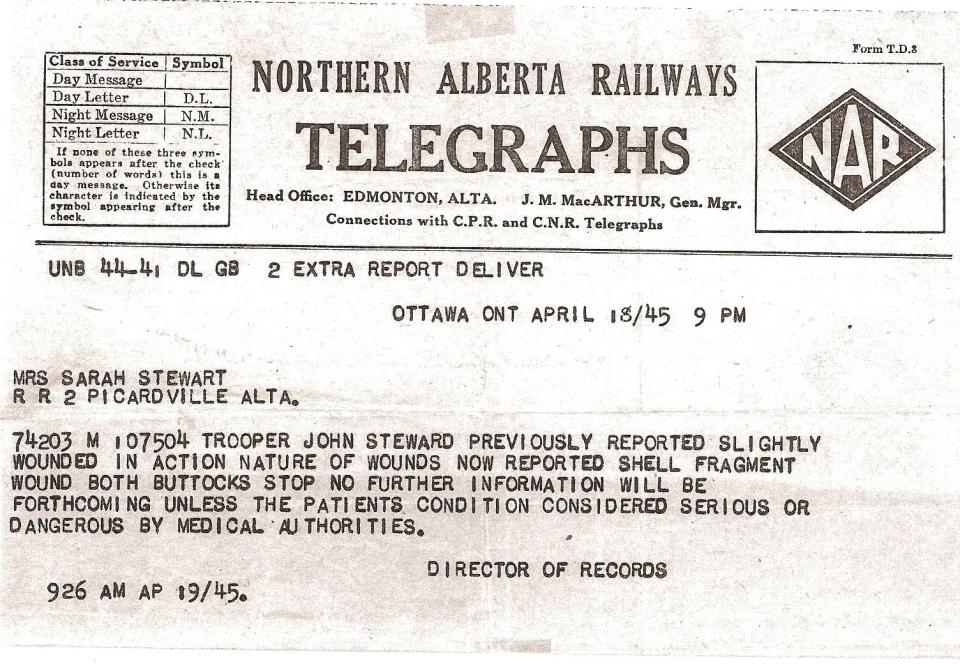 Form T.D.3
Class of Service Symbol
Day Message
Day Letter D.L.
Night Message N.M.
Night Letter N.L.
If none of these three sym-
bols appears after the check
(number of words) this is a
day message. Otherwise its
character is indicated by the
symbol appearing after the
check.
NORTHERN ALBERTA RAILWAYS
TELEGRAPHS
Head Office: EDMONTON, ALTA. J. M. MacARTHUR, Gen. Mgr.
Connections with C.P.R. and C.N.R. Telegraphs
NAR
UNB 44-41 DL GB 2 EXTRA REPORT DELIVER
OTTAWA ONT APRIL 18/45 9 PM
MRS SARAH STEWART
R R 2 PICARDVILLE ALTA.
74203 M 107504 TROOPER JOHN STEWARD PREVIOUSLY REPORTED SLIGHTLY
WOUNDED IN ACTION NATURE OF WOUNDS NOW REPORTED SHELL FRAGMENT
WOUND BOTH BUTTOCKS STOP NO FURTHER INFORMATION WILL BE
FORTHCOMING UNLESS THE PATIENTS CONDITION CONSIDERED SERIOUS OR
DANGEROUS BY MEDICAL AUTHORITIES.
DIRECTOR OF RECORDS
926 AM AP 19/45.